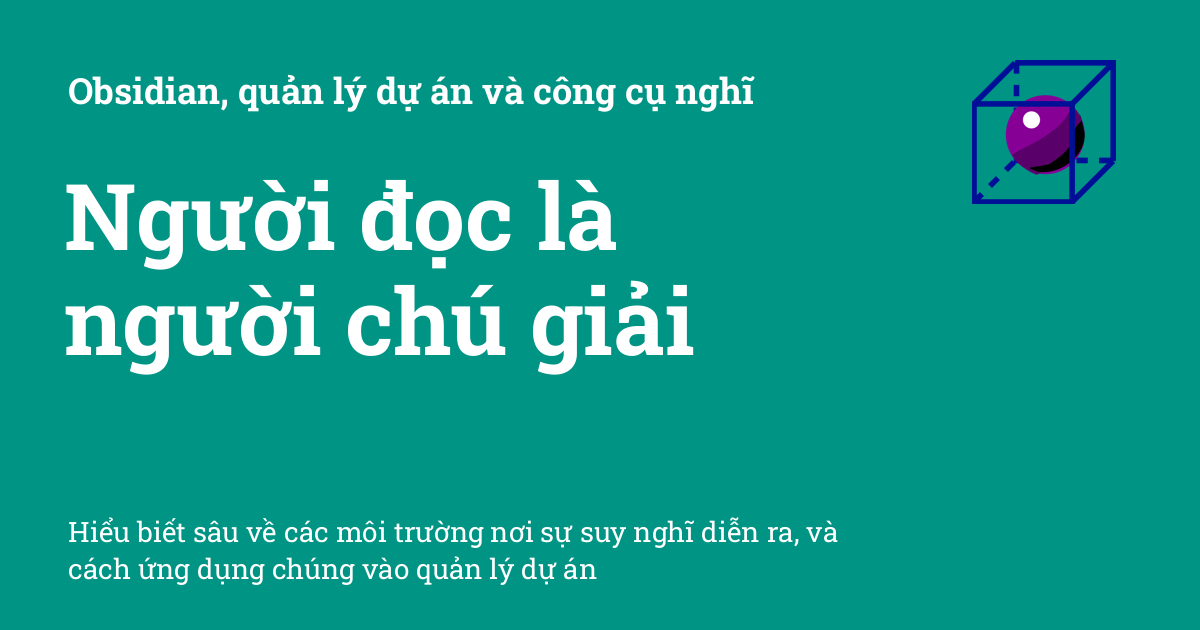 Obsidian, quản lý dự án và công cụ nghĩ
Người đọc là
người chú giải
Hiểu biết sâu về các môi trường nơi sự suy nghĩ diễn ra, và
cách ứng dụng chúng vào quản lý dự án